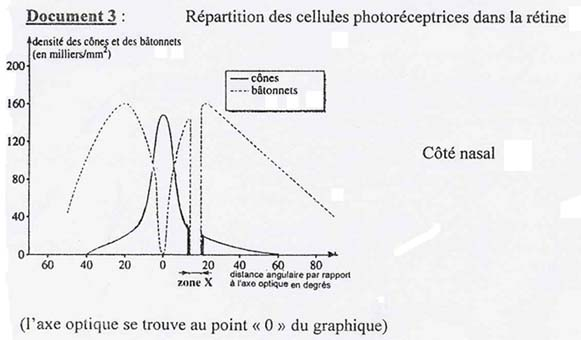 Document 3 : Répartition des cellules photoréceptrices dans la rétine
densité des cônes et des bâtonnets
(en milliers/mm²)
200
160
120
80
40
0
cônes
bâtonnets
Côté nasal
60 40 20 0 20 60 80
zone X
distance angulaire par rapport
à l'axe optique en degrés
(l'axe optique se trouve au point « 0 » du graphique)